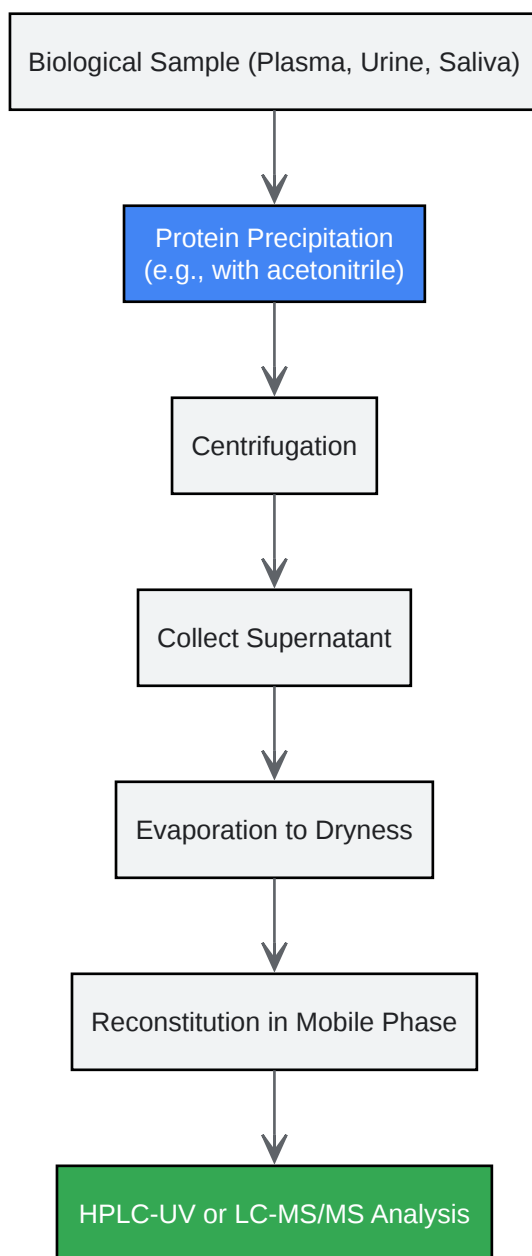 Biological Sample (Plasma, Urine, Saliva)
Protein Precipitation
(e.g., with acetonitrile)
Centrifugation
Collect Supernatant
Evaporation to Dryness
Reconstitution in Mobile Phase
HPLC-UV or LC-MS/MS Analysis